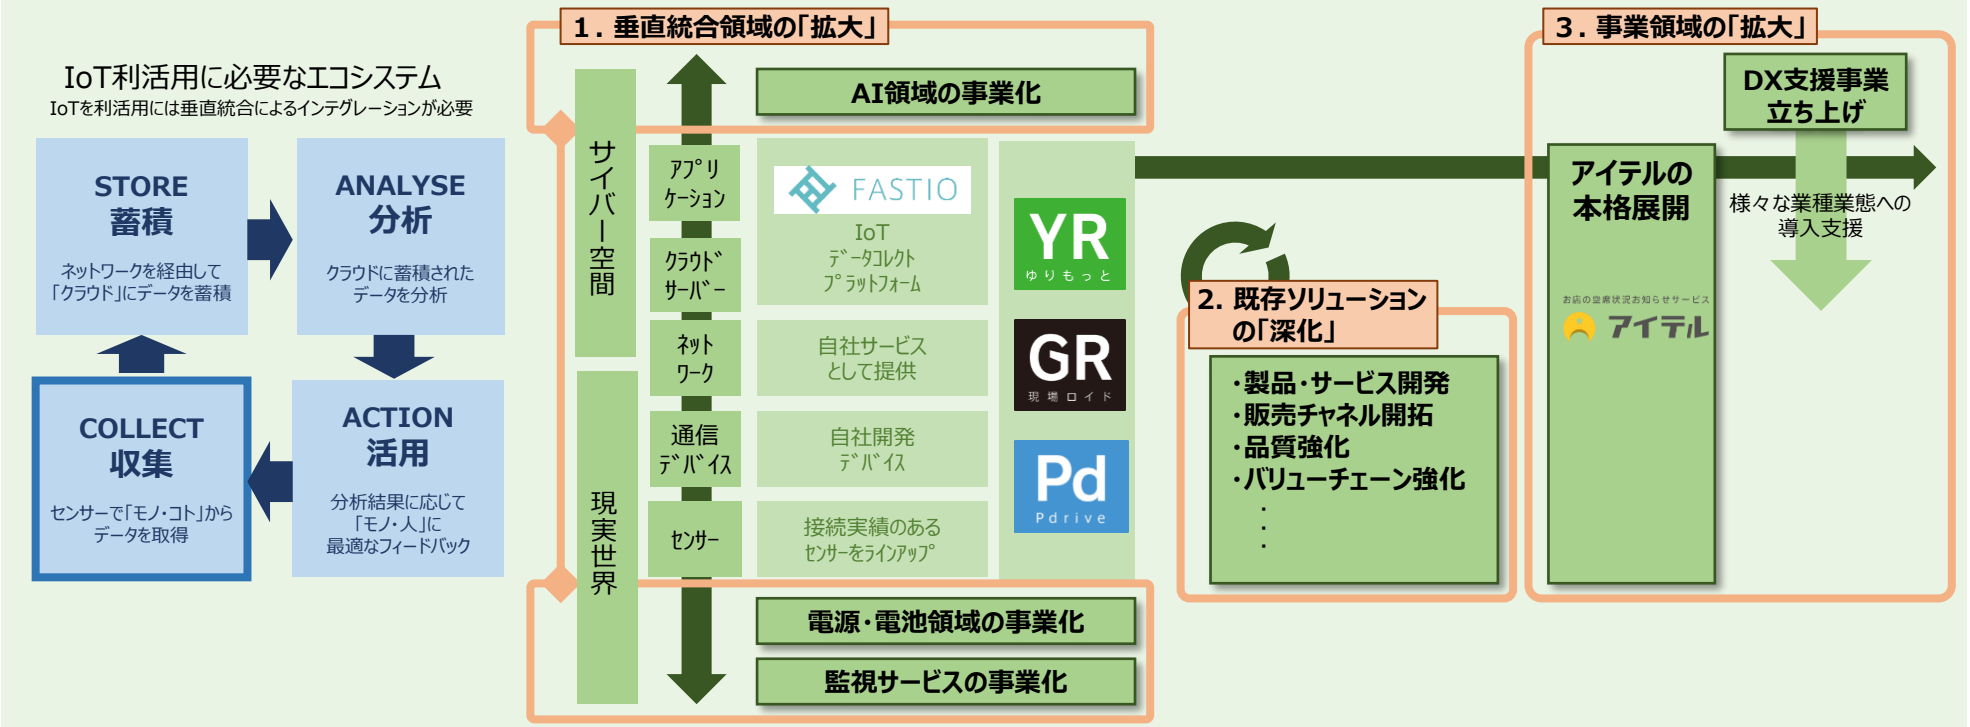 IoT利活用に必要なエコシステム
IoTを利活用には垂直統合によるインテグレーションが必要
STORE
蓄積
ネットワークを経由して
「クラウド」にデータを蓄積
ANALYSE
分析
クラウドに蓄積された
データを分析
COLLECT
収集
センサーで「モノ・コト」から
データを取得
ACTION
活用
分析結果に応じて
「モノ・人」に
最適なフィードバック
1. 垂直統合領域の「拡大」
AI領域の事業化
サイバー空間
現実世界
ｱﾌﾟﾘ
ｹｰｼｮﾝ
ｸﾗｳﾄﾞ
ｻｰﾊﾞｰ
ﾈｯﾄ
ﾜｰｸ
通信
ﾃﾞﾊﾞｲｽ
ｾﾝｻｰ
FASTIO
IoT
ﾃﾞｰﾀｺﾚｸﾄ
ﾌﾟﾗｯﾄﾌｫｰﾑ
自社サービス
として提供
自社開発
ﾃﾞﾊﾞｲｽ
接続実績のある
ｾﾝｻｰをﾗｲﾝｱｯﾌﾟ
YR
ゆりもっと
GR
現場ロイド
Pd
Pdrive
電源・電池領域の事業化
監視サービスの事業化
2. 既存ソリューション
の「深化」
・製品・サービス開発
・販売チャネル開拓
・品質強化
・バリューチェーン強化
・
・
・
3. 事業領域の「拡大」
DX支援事業
立ち上げ
アイテルの
本格展開
様々な業種業態への
導入支援
お店の空席状況お知らせサービス
アイテル